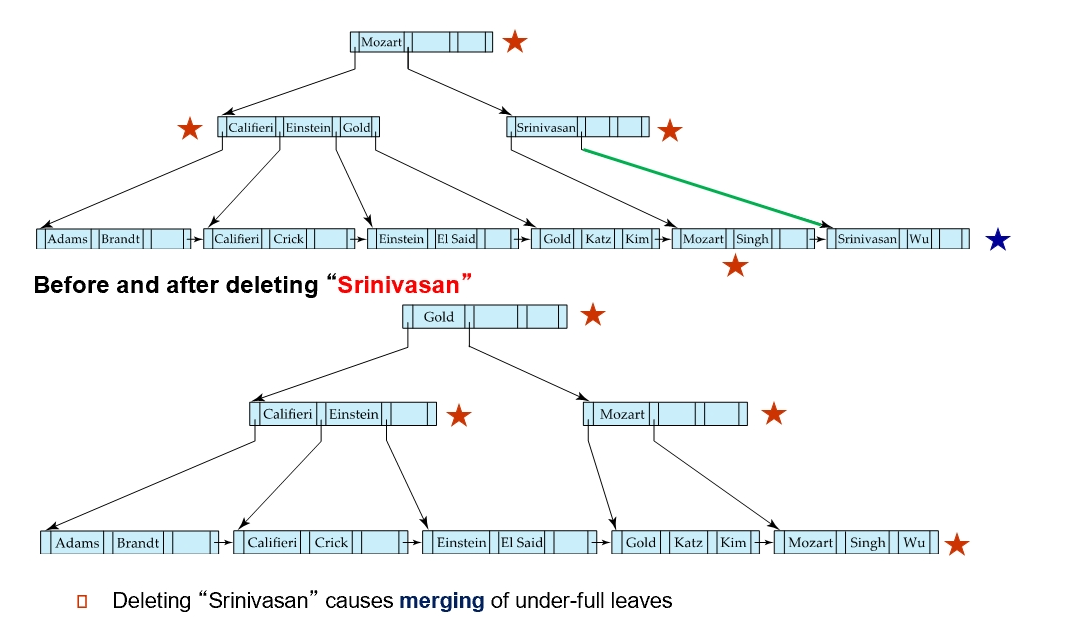 Mozart
Califieri Einstein Gold Srinivasan
Adams Brandt Califieri Crick Einstein El Said Gold Katz Kim Mozart Singh Srinivasan Wu
Before and after deleting “Srinivasan”
Gold
Califieri Einstein Mozart
Adams Brandt Califieri Crick Einstein El Said Gold Katz Kim Mozart Singh Wu
Deleting “Srinivasan” causes merging of under-full leaves